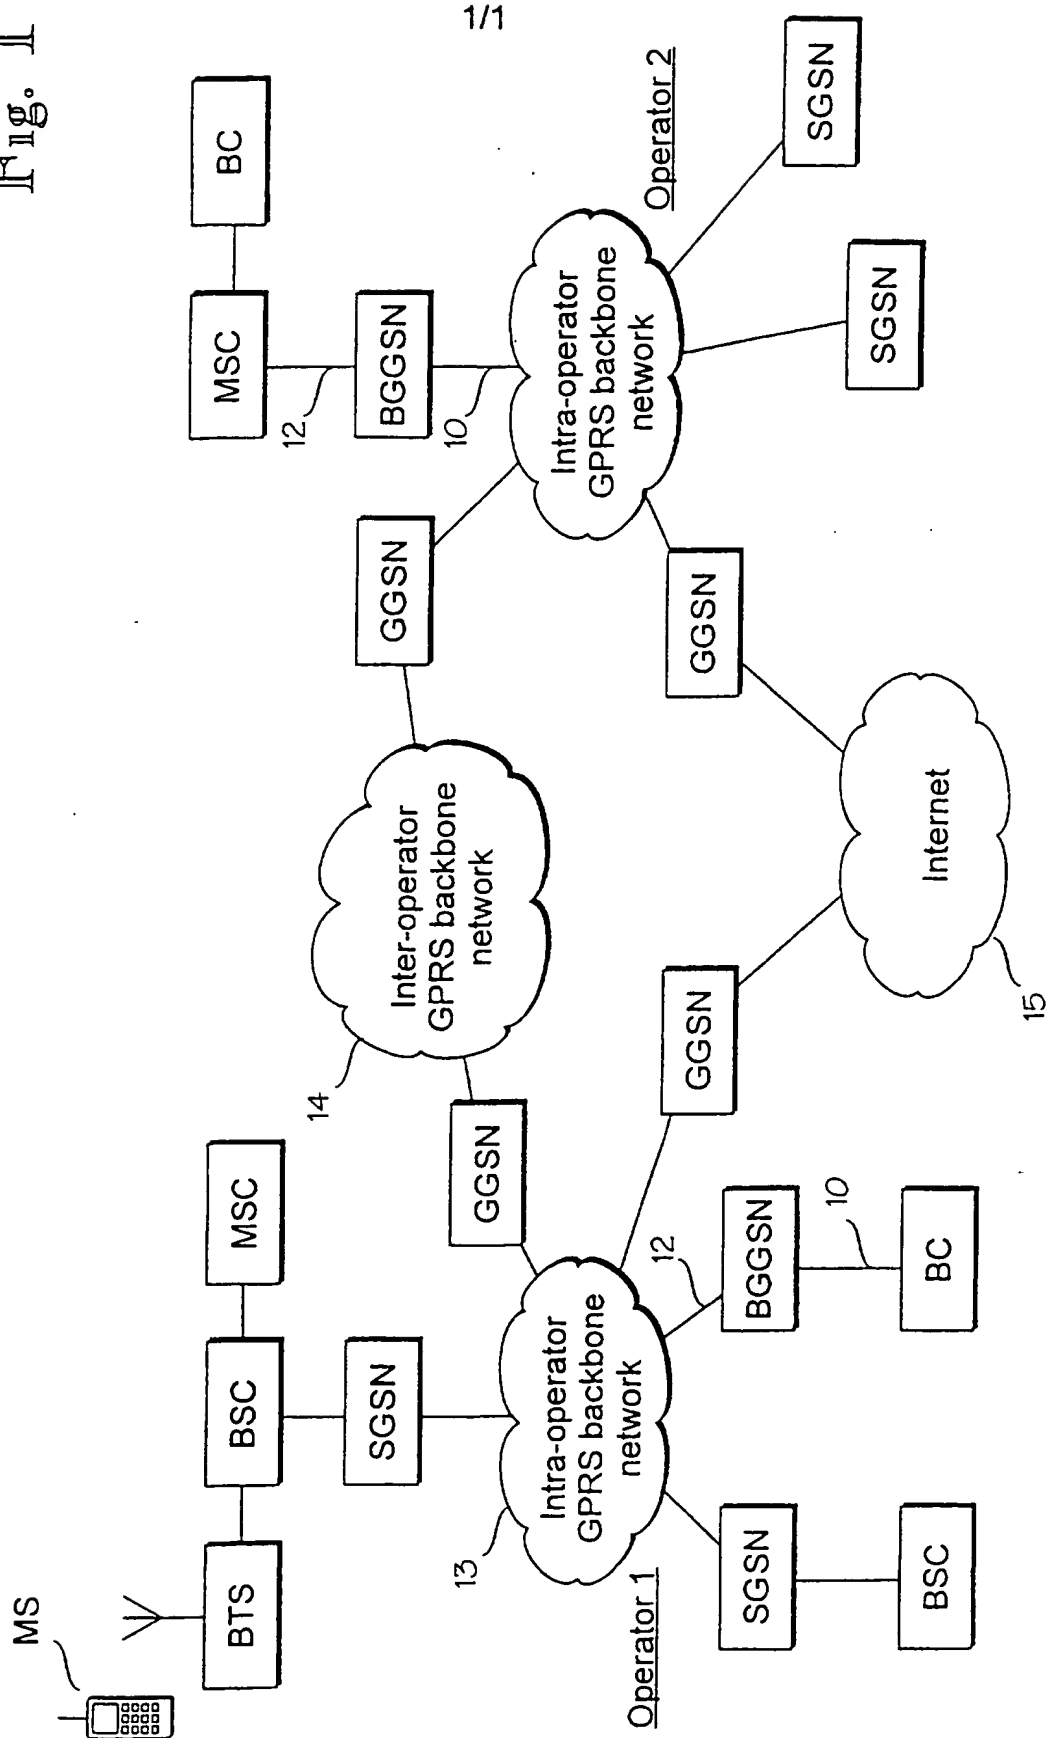 1/1
Fig. 1
MS
BTS
BSC
MSC
SGSN
14
Inter-operator
GPRS backbone
network
GGSN
GGSN
MSC
BC
12
BGGSN
10
13
Intra-operator
GPRS backbone
network
Operator 1
Intra-operator
GPRS backbone
network
Operator 2
SGSN
BSC
12
BGGSN
10
BC
GGSN
Internet
15
GGSN
SGSN
SGSN